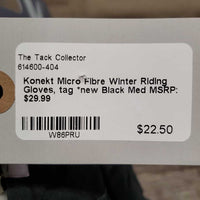 The Tack Collector
614600-404
Konekt Micro Fibre Winter Riding
Gloves, tag *new Black Med MSRP:
$29.99
W86PRU
$22.50